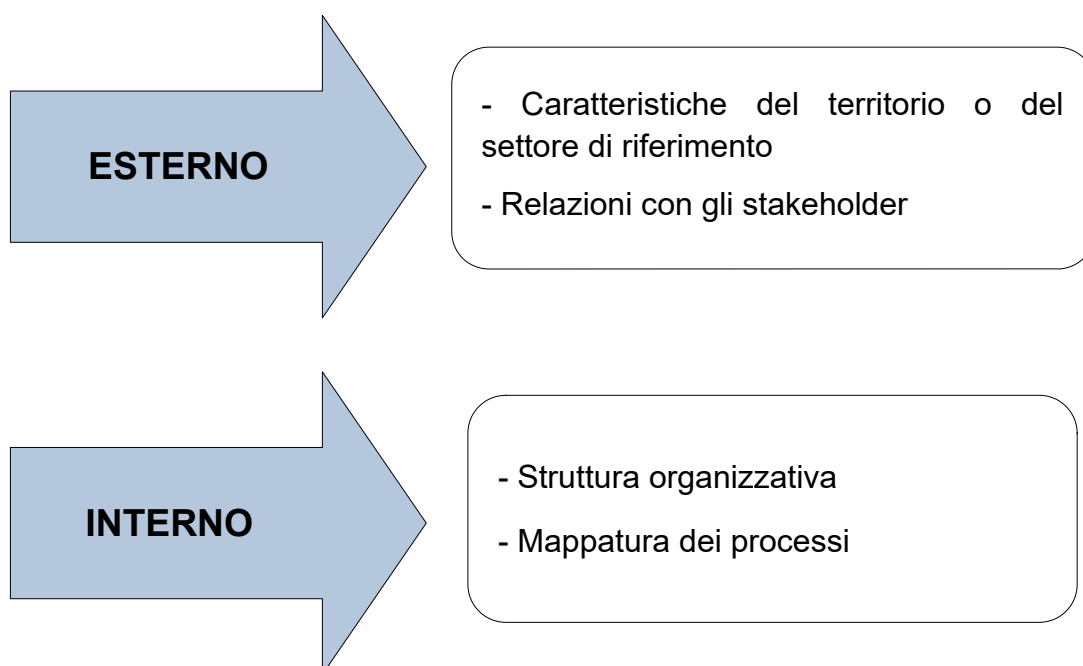 ESTERNO
- Caratteristiche del territorio o del
settore di riferimento
- Relazioni con gli stakeholder
INTERNO
- Struttura organizzativa
- Mappatura dei processi